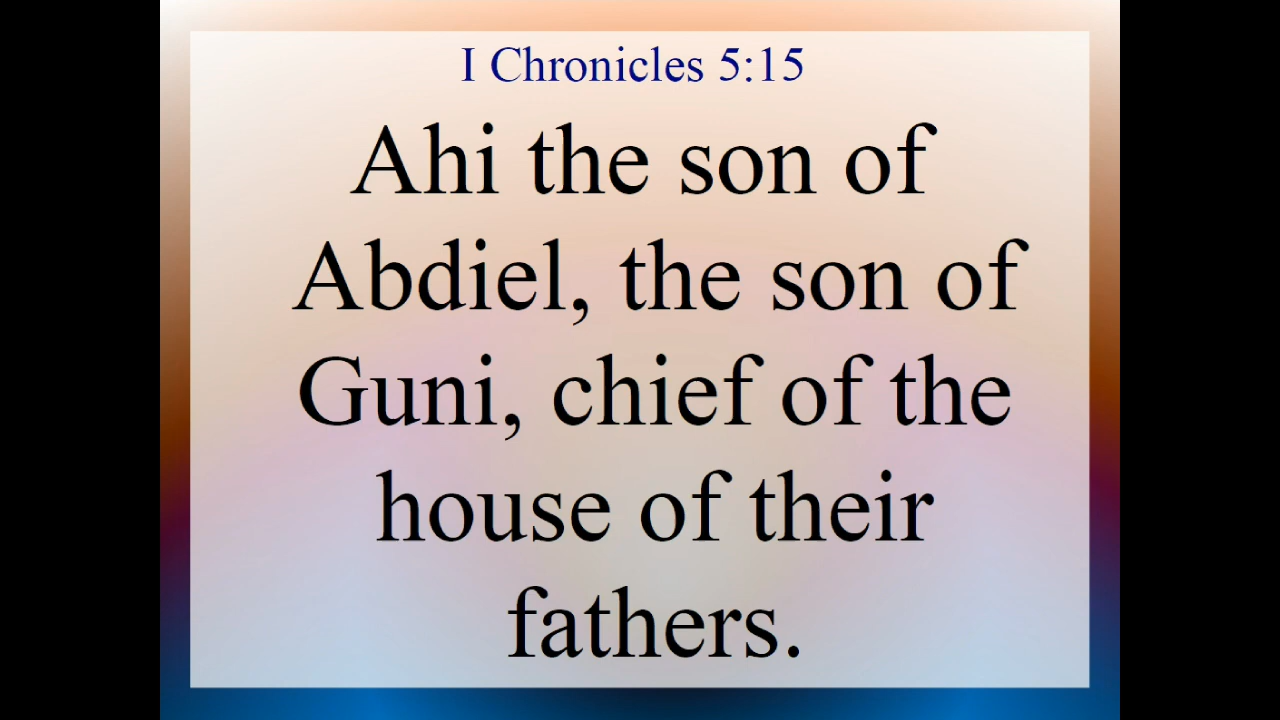 I Chronicles 5:15
Ahi the son of
Abdiel, the son of
Guni, chief of the
house of their
fathers.